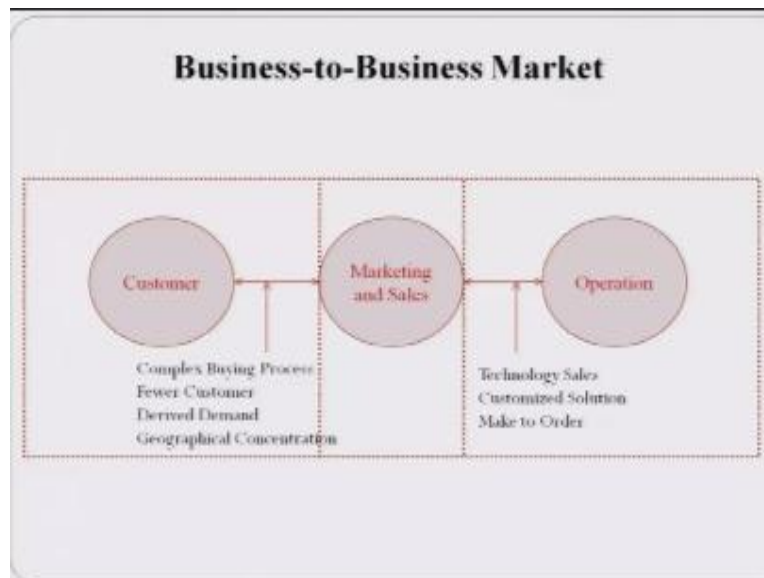 Business-to-Business Market
Customer
Marketing
and Sales
Operation
Complex Buying Process
Fewer Customer
Derived Demand
Geographical Concentration
Technology Sales
Customized Solution
Make to Order